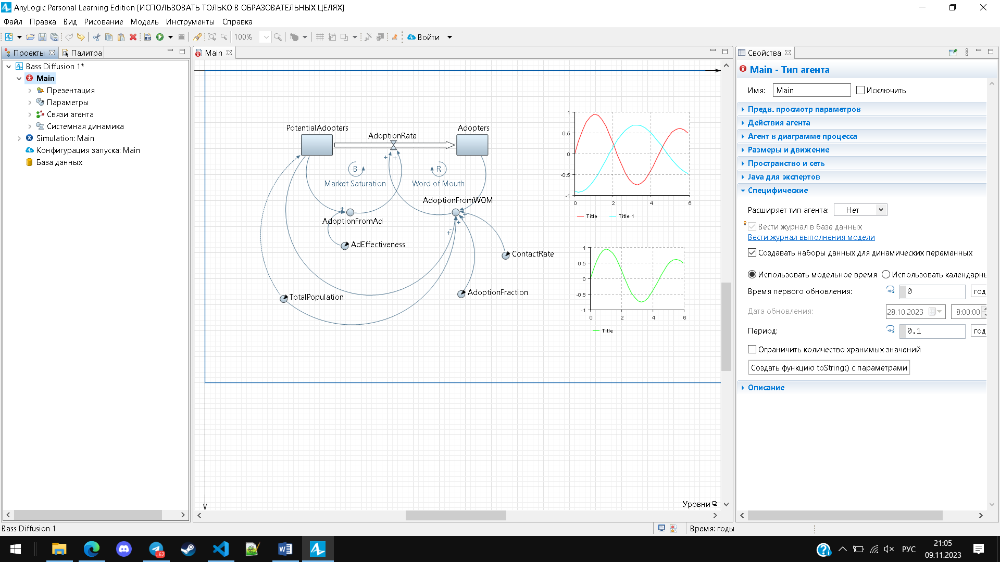 AnyLogic Personal Learning Edition [ИСПОЛЬЗОВАТЬ ТОЛЬКО В ОБРАЗОВАТЕЛЬНЫХ ЦЕЛЯХ]
Файл Правка Вид Рисование Модель Инструменты Справка
100% Войти
Проекты Палитра
Bass Diffusion 1*
Main
Презентация
Параметры
Связи агента
Системная динамика
Simulation: Main
Конфигурация запуска: Main
База данных
Main
PotentialAdopters
AdoptionRate
Adopters
+ +
B
Market Saturation
R
Word of Mouth
AdoptionFromWOM
+
AdoptionFromAd
+
+
+
-
AdEffectiveness
ContactRate
AdoptionFraction
TotalPopulation
1
0.5
0
-0.5
-1
0 2 4 6
Title Title 1
1
0.5
0
-0.5
-1
0 2 4 6
Title
Уровни
Свойства
Main - Тип агента
Имя: Main Исключить
Предв. просмотр параметров
Действия агента
Агент в диаграмме процесса
Размеры и движение
Пространство и сеть
Java для экспертов
Специфические
Расширяет тип агента: Нет
Вести журнал в базе данных
Вести журнал выполнения модели
Создавать наборы данных для динамических переменных
Использовать модельное время Использовать календарнь
Время первого обновления: 0 год
Дата обновления: 28.10.2023 8:00:00
Период: 0.1 год
Ограничить количество хранимых значений
Создать функцию toString() с параметрами
Описание
Bass Diffusion 1
Время: годы
62
РУС
21:05
09.11.2023